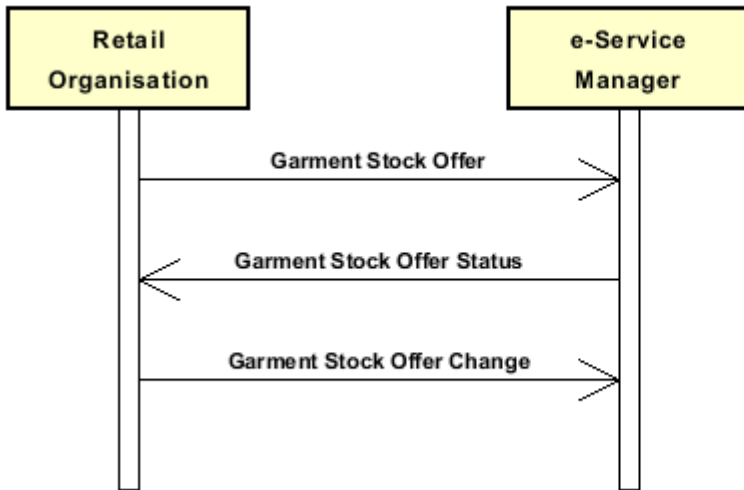 Retail
Organisation
e-Service
Manager
Garment Stock Offer
Garment Stock Offer Status
Garment Stock Offer Change